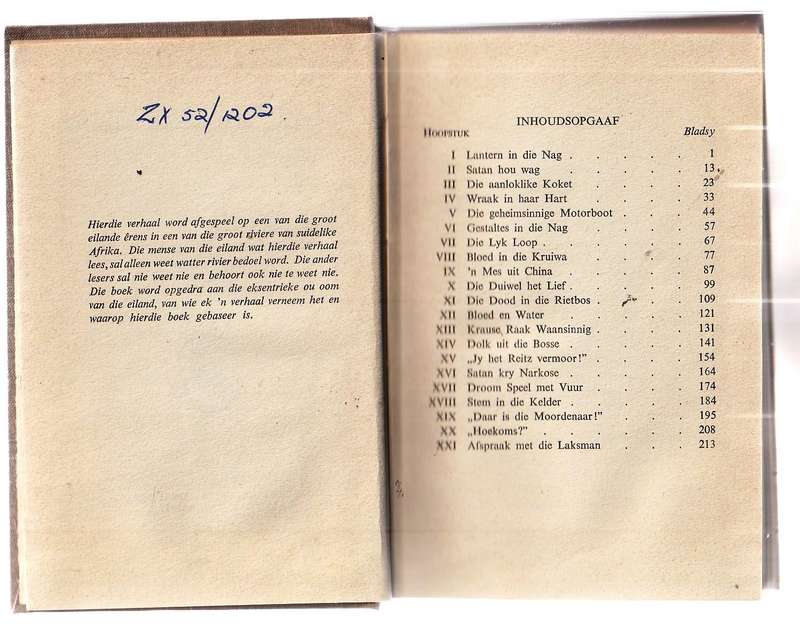 ZX 52/1202.
Hierdie verhaal word afgespeel op een van die groot
eilande êrens in een van die groot riviere van suidelike
Afrika. Die mense van die eiland wat hierdie verhaal
lees, sal alleen weet watter rivier bedoel word. Die ander
lesers sal nie weet nie en behoort ook nie te weet nie.
Die boek word opgedra aan die eksentrieke ou oom
van die eiland, van wie ek 'n verhaal verneem het en
waarop hierdie boek gebaseer is.
INHOUDSOPGAAF
HOOFSTUK Bladsy
I Lantern in die Nag . . . . . 1
II Satan hou wag . . . . . 13
III Die aanloklike Koket . . . . 23
IV Wraak in haar Hart . . . . 33
V Die geheimsinnige Motorboot . . . 44
VI Gestaltes in die Nag . . . . 57
VII Die Lyk Loop . . . . . 67
VIII Bloed in die Kruiwa . . . . 77
IX 'n Mes uit China . . . . 87
X Die Duiwel het Lief . . . . 99
XI Die Dood in die Rietbos . . . . 109
XII Bloed en Water . . . . . 121
XIII Krause Raak Waansinnig . . . . 131
XIV Dolk uit die Bosse . . . . 141
XV „Jy het Reitz vermoor!” . . . . 154
XVI Satan kry Narkose . . . . 164
XVII Droom Speel met Vuur . . . . 174
XVIII Stem in die Kelder . . . . 184
XIX „Daar is die Moordenaar!” . . . 195
XX „Hoekoms?” . . . . . 208
XXI Afspraak met die Laksman . . . 213